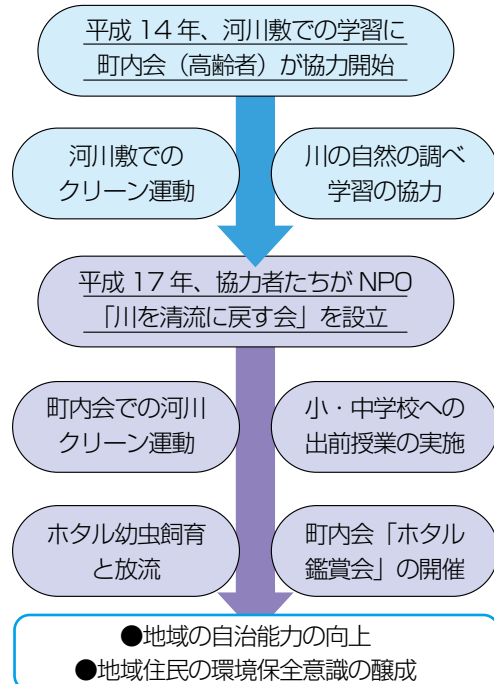 平成 14 年、河川敷での学習に
町内会（高齢者）が協力開始
河川敷での
クリーン運動
川の自然の調べ
学習の協力
平成 17 年、協力者たちが NPO
「川を清流に戻す会」を設立
町内会での河川
クリーン運動
小・中学校への
出前授業の実施
ホタル幼虫飼育
と放流
町内会「ホタル
鑑賞会」の開催
●地域の自治能力の向上
●地域住民の環境保全意識の醸成